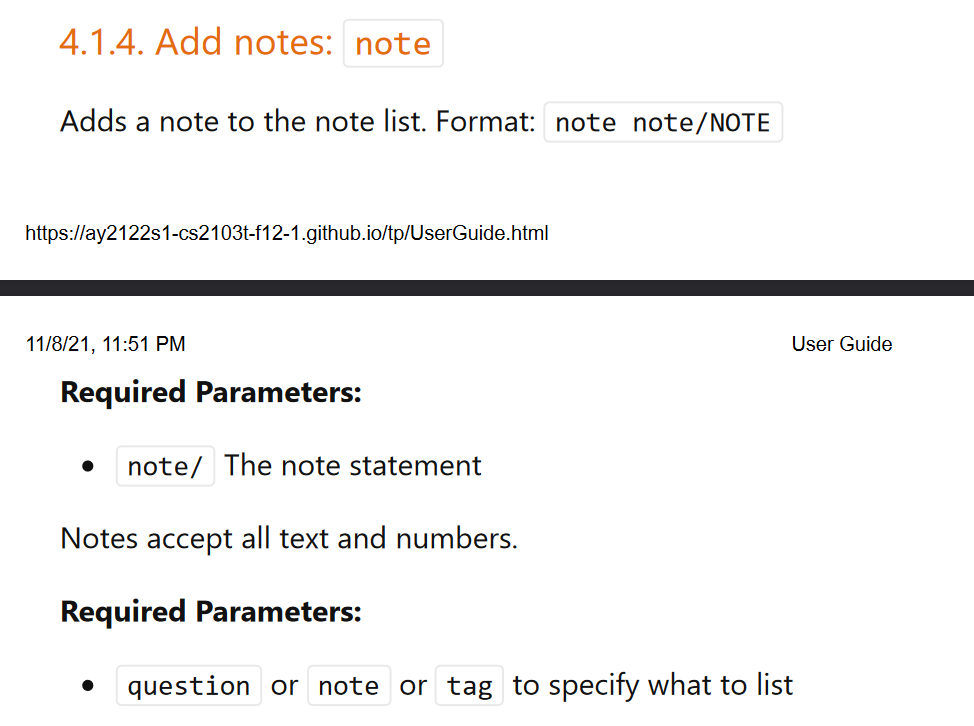 4.1.4. Add notes: note
Adds a note to the note list. Format: note note/NOTE
https://ay2122s1-cs2103t-f12-1.github.io/tp/UserGuide.html
11/8/21, 11:51 PM User Guide
Required Parameters:
• note/ The note statement
Notes accept all text and numbers.
Required Parameters:
• question or note or tag to specify what to list